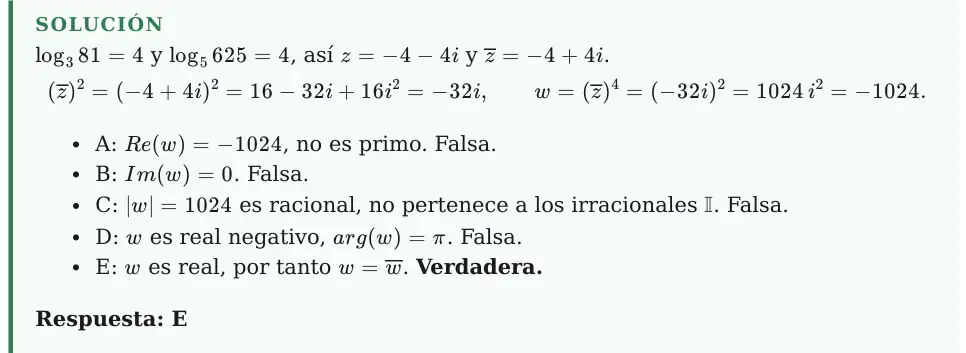 SOLUCIÓN
log₃ 81 = 4 y log₅ 625 = 4, así z = −4 − 4i y z̅ = −4 + 4i.
(z̅)² = (−4 + 4i)² = 16 − 32i + 16i² = −32i,  w = (z̅)⁴ = (−32i)² = 1024 i² = −1024.
• A: Re(w) = −1024, no es primo. Falsa.
• B: Im(w) = 0. Falsa.
• C: |w| = 1024 es racional, no pertenece a los irracionales 𝕀. Falsa.
• D: w es real negativo, arg(w) = π. Falsa.
• E: w es real, por tanto w = w̅. Verdadera.
Respuesta: E